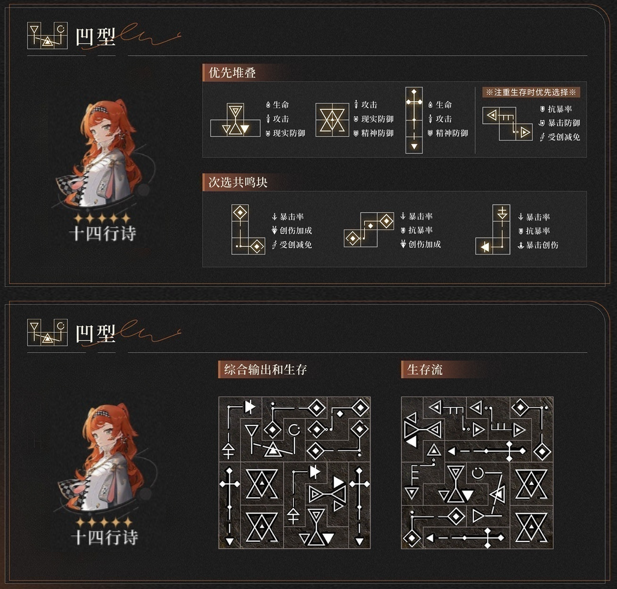 凹型
优先堆叠
生命
攻击
现实防御
攻击
现实防御
精神防御
生命
攻击
精神防御
※注重生存时优先选择※
抗暴率
暴击防御
受创减免
十四行诗
次选共鸣块
暴击率
创伤加成
受创减免
暴击率
抗暴率
创伤加成
暴击率
抗暴率
暴击创伤
凹型
综合输出和生存
生存流
十四行诗